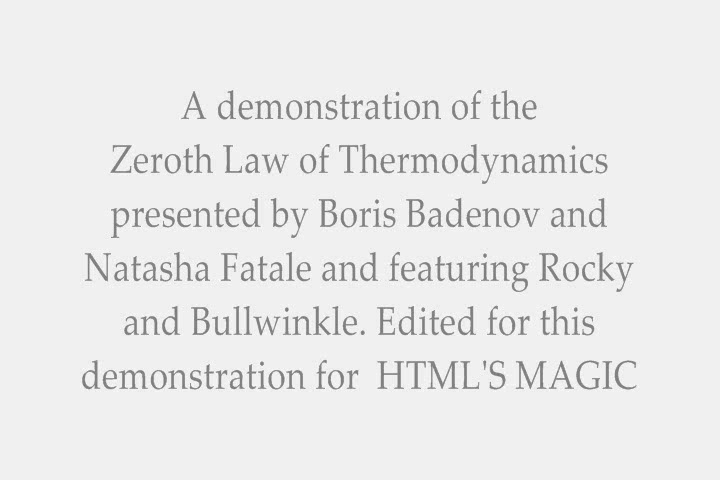 A demonstration of the
Zeroth Law of Thermodynamics
presented by Boris Badenov and
Natasha Fatale and featuring Rocky
and Bullwinkle. Edited for this
demonstration for  HTML'S MAGIC